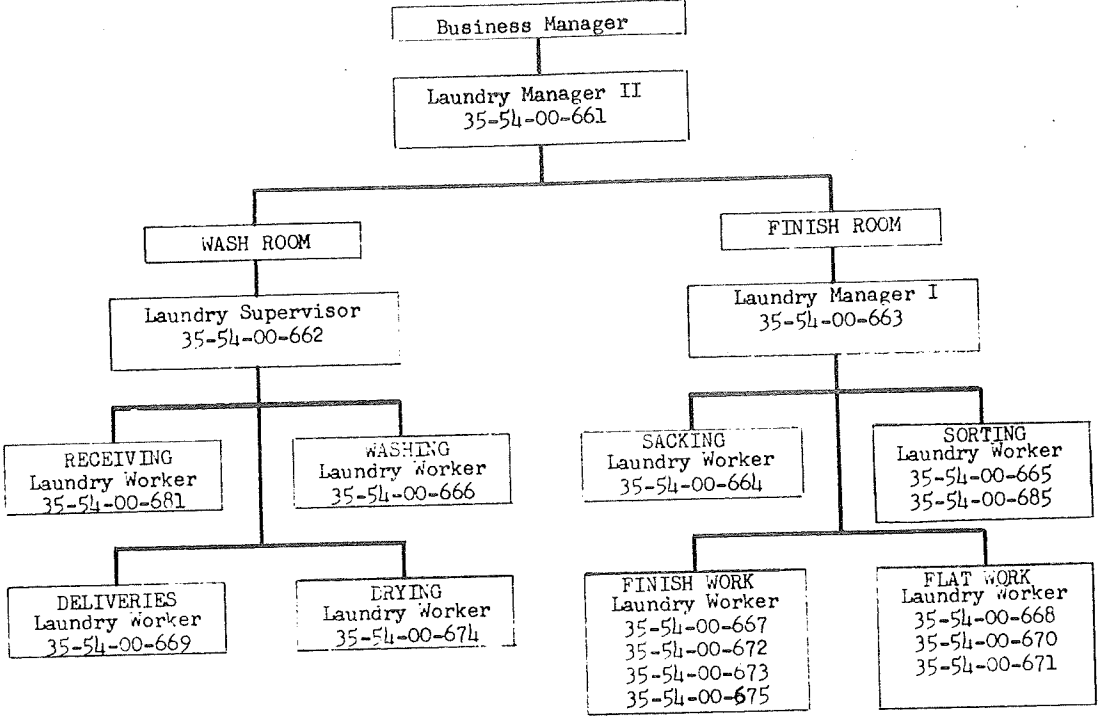 Business Manager
Laundry Manager II
35-54-00-661
WASH ROOM
FINISH ROOM
Laundry Supervisor
35-54-00-662
Laundry Manager I
35-54-00-663
RECEIVING
Laundry Worker
35-54-00-681
WASHING
Laundry Worker
35-54-00-666
SACKING
Laundry Worker
35-54-00-664
SORTING
Laundry Worker
35-54-00-665
35-54-00-685
DELIVERIES
Laundry Worker
35-54-00-669
DRYING
Laundry Worker
35-54-00-674
FINISH WORK
Laundry Worker
35-54-00-667
35-54-00-672
35-54-00-673
35-54-00-675
FLAT WORK
Laundry Worker
35-54-00-668
35-54-00-670
35-54-00-671